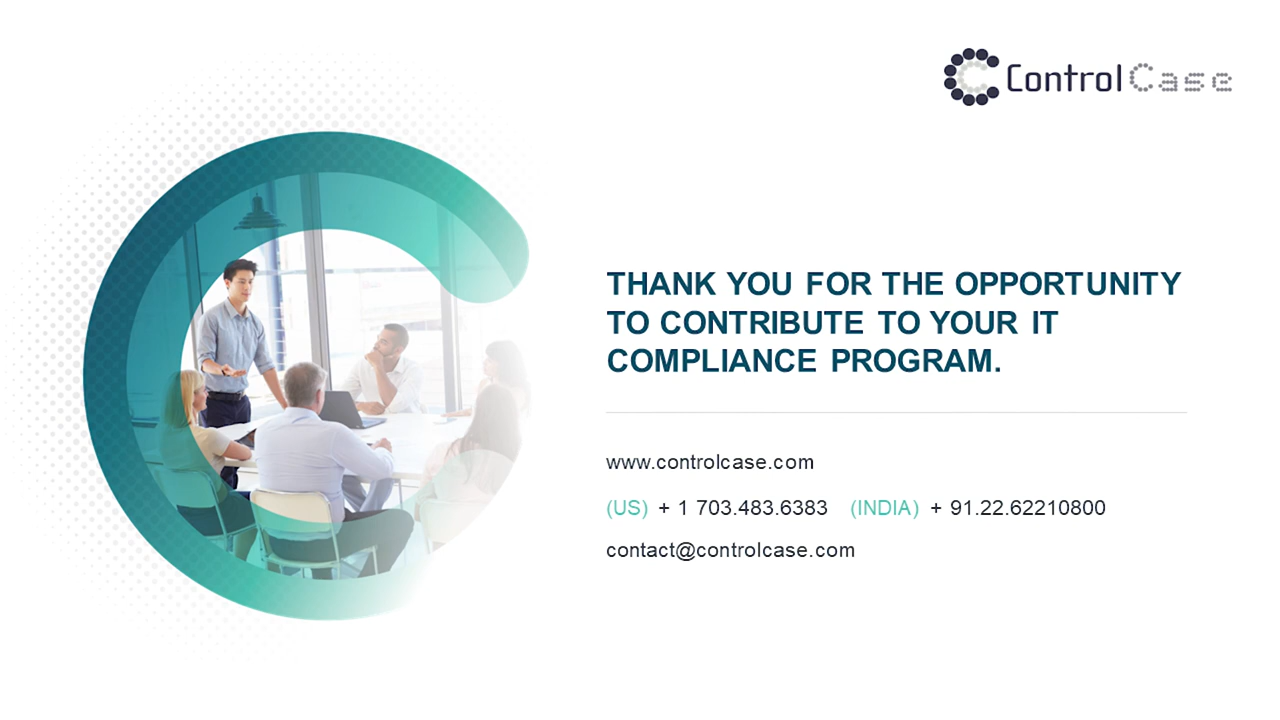 ControlCase
THANK YOU FOR THE OPPORTUNITY
TO CONTRIBUTE TO YOUR IT
COMPLIANCE PROGRAM.
www.controlcase.com
(US) + 1 703.483.6383 (INDIA) + 91.22.62210800
contact@controlcase.com